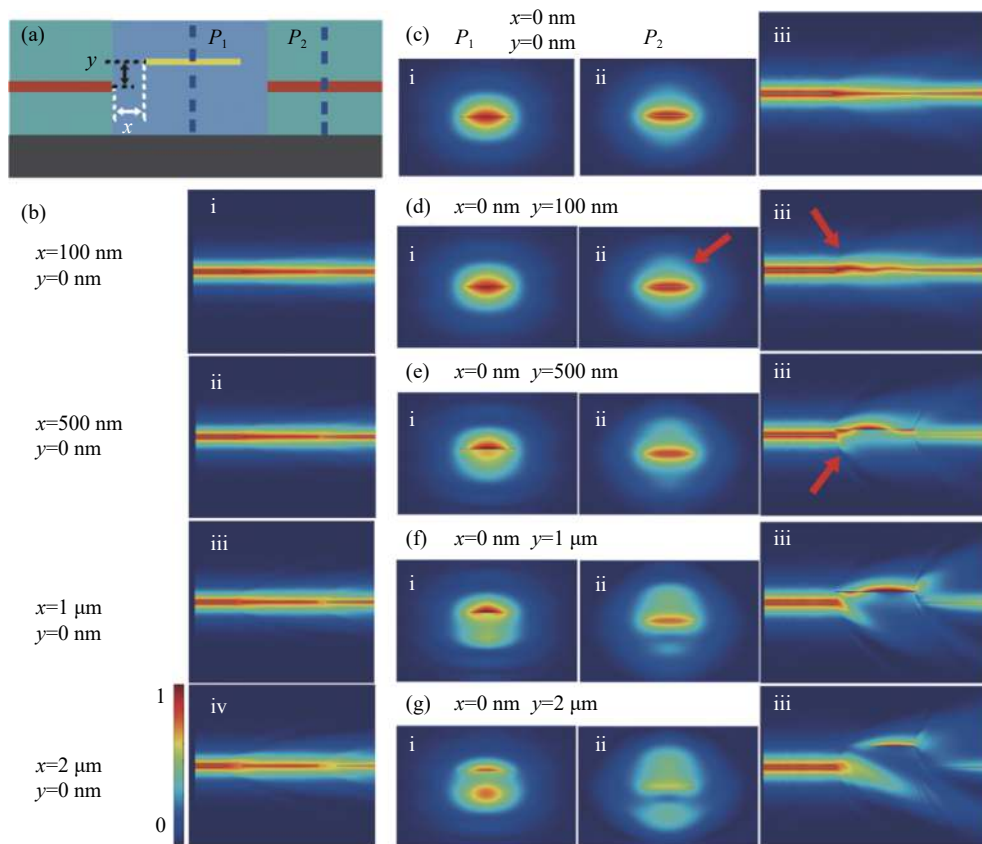 (a)
P₁
P₂
y
x
(b)
x=100 nm
y=0 nm
i
x=500 nm
y=0 nm
ii
x=1 μm
y=0 nm
iii
x=2 μm
y=0 nm
iv
1
0
(c)
x=0 nm
y=0 nm
P₁
P₂
i
ii
iii
(d) x=0 nm y=100 nm
i
ii
iii
(e) x=0 nm y=500 nm
i
ii
iii
(f) x=0 nm y=1 μm
i
ii
iii
(g) x=0 nm y=2 μm
i
ii
iii